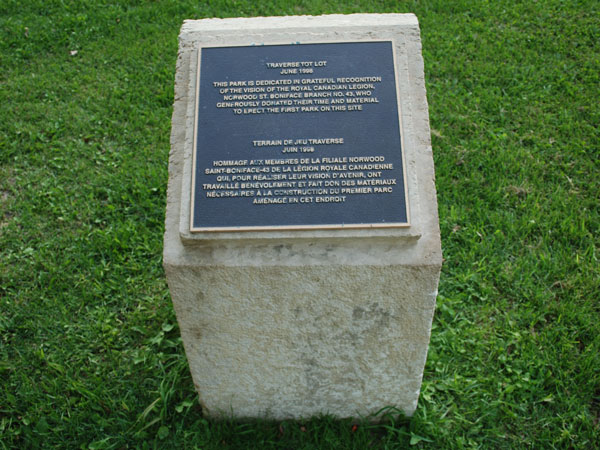 TRAVERSE TOT LOT
JUNE 1998
THIS PARK IS DEDICATED IN GRATEFUL RECOGNITION
OF THE VISION OF THE ROYAL CANADIAN LEGION,
NORWOOD ST. BONIFACE BRANCH NO. 43, WHO
GENEROUSLY DONATED THEIR TIME AND MATERIAL
TO ERECT THE FIRST PARK ON THIS SITE
TERRAIN DE JEU TRAVERSE
JUIN 1998
HOMMAGE AUX MEMBRES DE LA FILIALE NORWOOD
SAINT-BONIFACE-43 DE LA LÉGION ROYALE CANADIENNE
QUI, POUR RÉALISER LEUR VISION D'AVENIR, ONT
TRAVAILLÉ BÉNÉVOLEMENT ET FAIT DON DES MATÉRIAUX
NÉCESSAIRES À LA CONSTRUCTION DU PREMIER PARC
AMÉNAGÉ EN CET ENDROIT